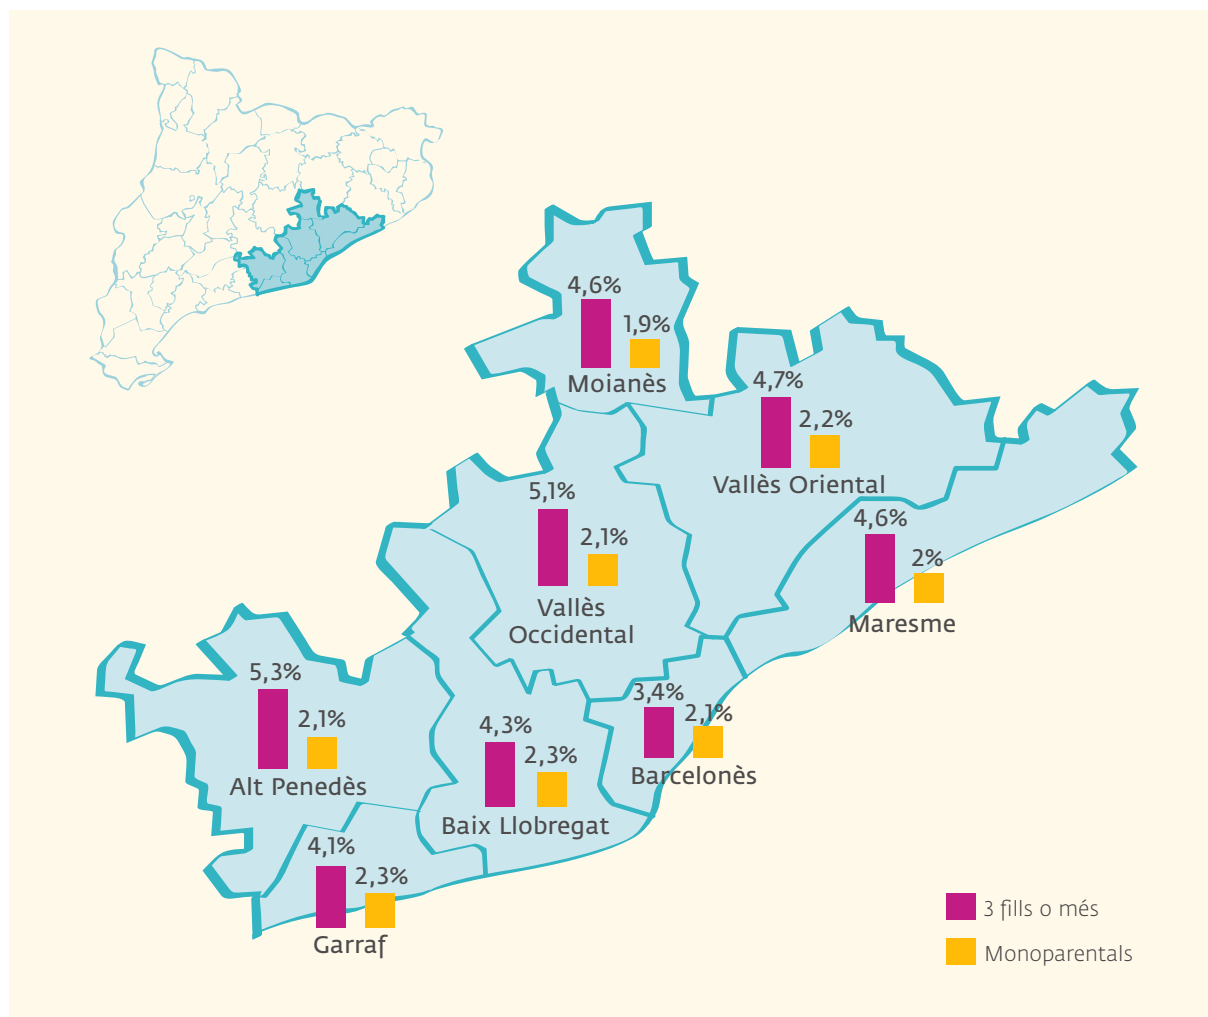 4,6%
1,9%
Moianès
4,7%
2,2%
Vallès Oriental
5,1%
2,1%
Vallès
Occidental
4,6%
2%
Maresme
5,3%
2,1%
Alt Penedès
3,4%
2,1%
Barcelonès
4,3%
2,3%
Baix Llobregat
4,1%
2,3%
Garraf
3 fills o més
Monoparentals